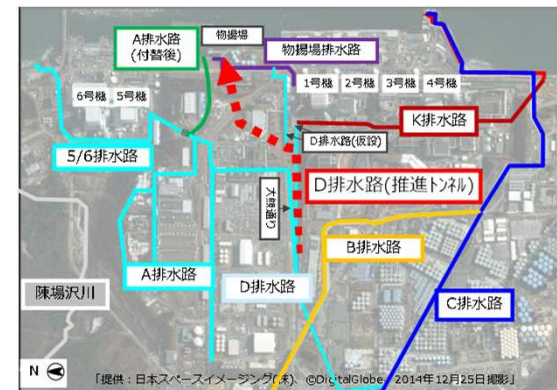 A排水路
(付替後)
物揚場
物揚場排水路
6号機
5号機
1号機
2号機
3号機
4号機
D排水路(仮設)
K排水路
5/6排水路
大熊通り
D排水路(推進トンネル)
A排水路
D排水路
B排水路
C排水路
陳場沢川
N
「提供：日本スペースイメージング(株)、©DigitalGlobe 2014年12月25日撮影」